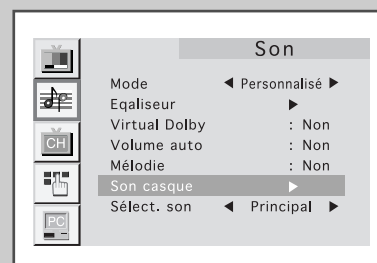 Son
Mode ◀ Personnalisé ▶
Eqaliseur ▶
Virtual Dolby : Non
Volume auto : Non
Mélodie : Non
CH
Son casque ▶
Sélect. son ◀ Principal ▶
PC